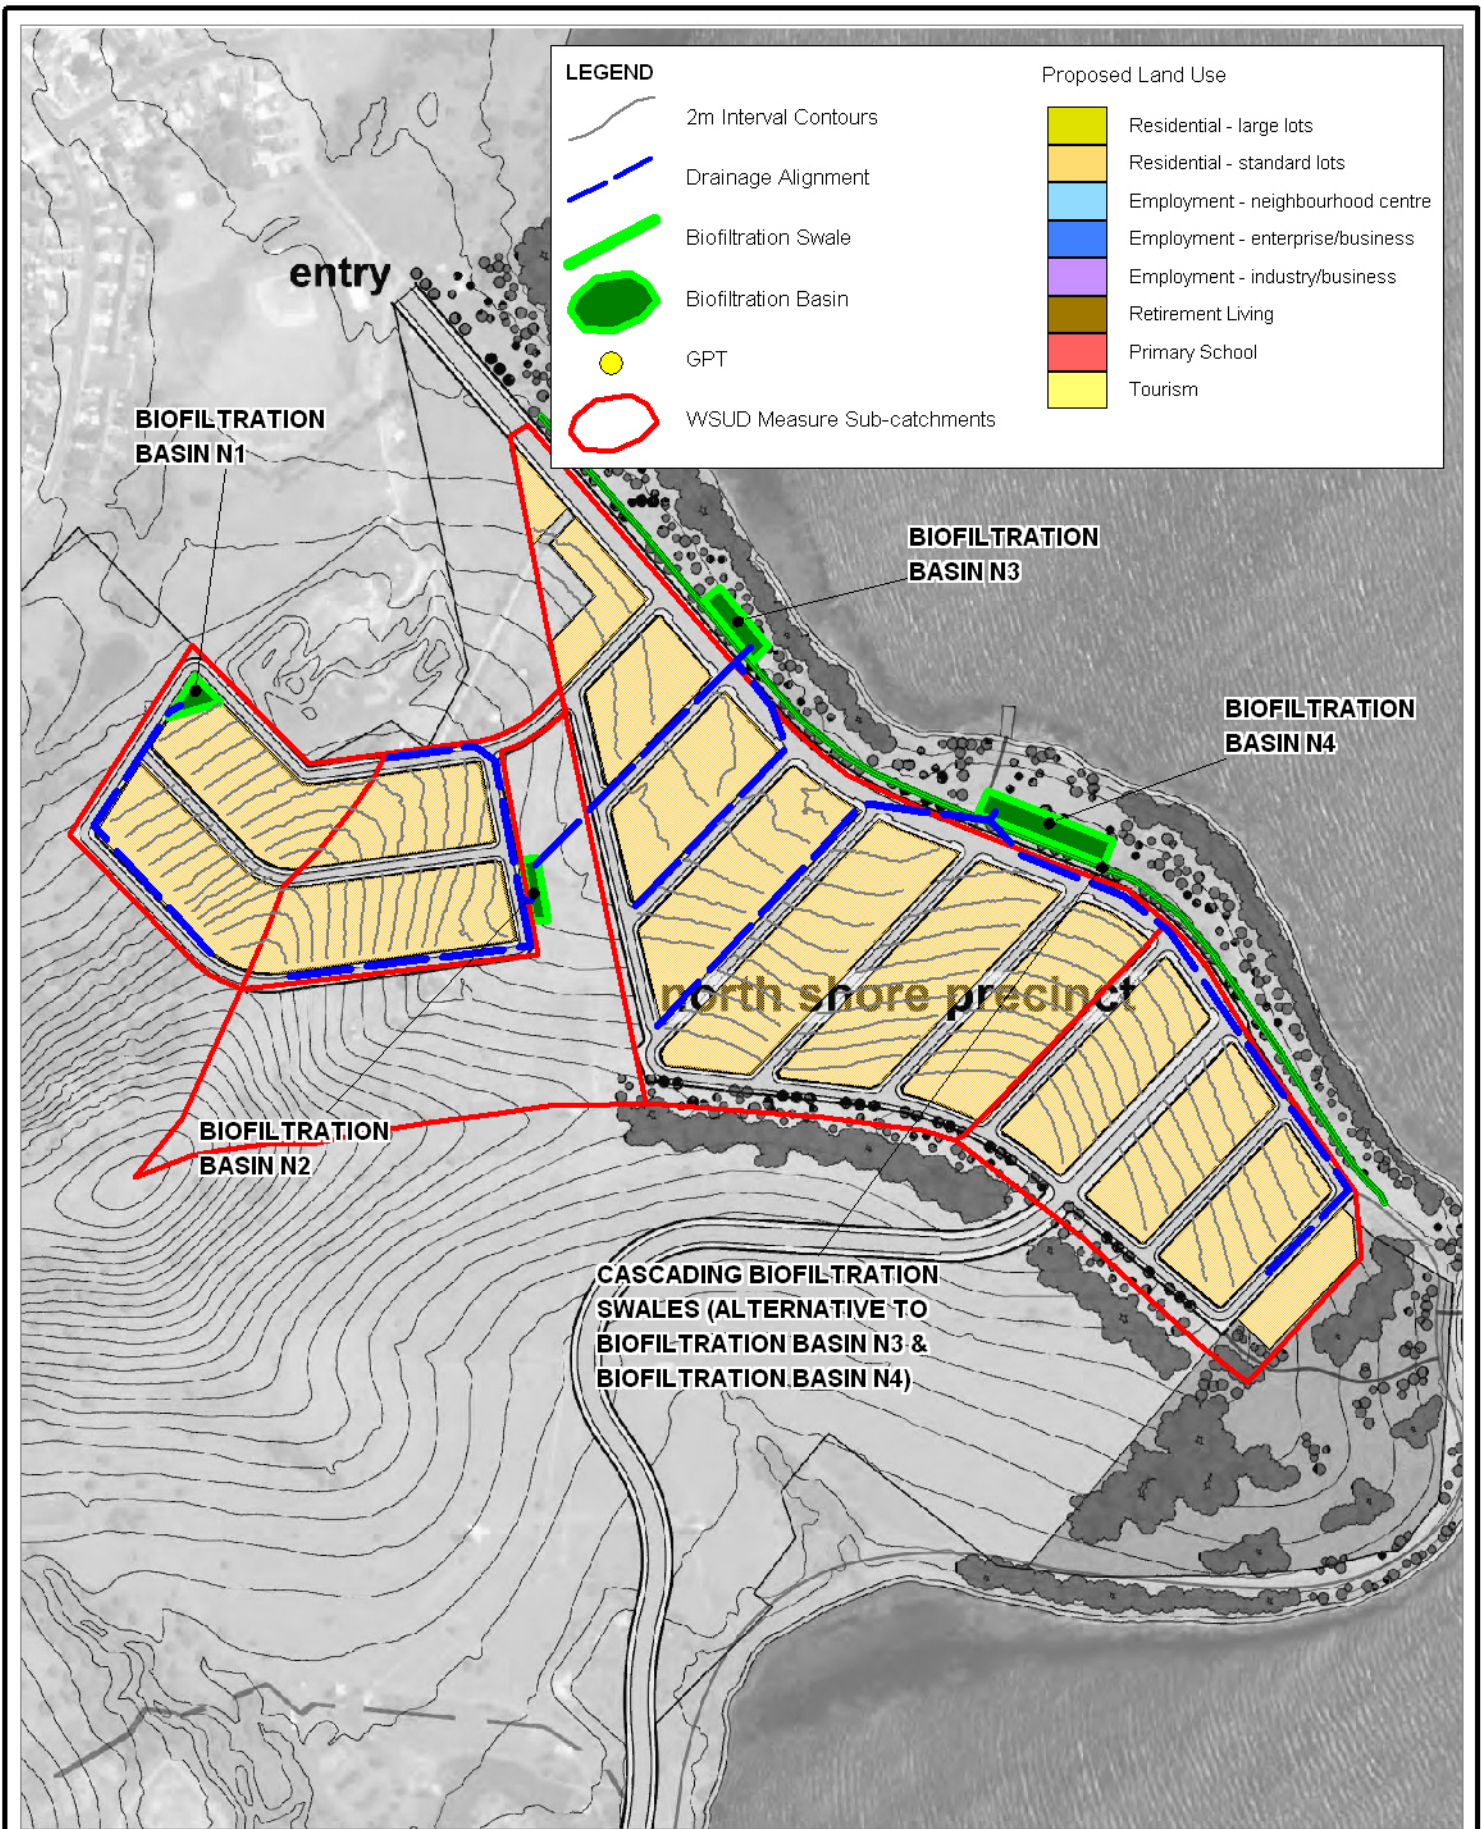 LEGEND
2m Interval Contours
Drainage Alignment
Biofiltration Swale
Biofiltration Basin
GPT
WSUD Measure Sub-catchments
Proposed Land Use
Residential - large lots
Residential - standard lots
Employment - neighbourhood centre
Employment - enterprise/business
Employment - industry/business
Retirement Living
Primary School
Tourism
entry
BIOFILTRATION
BASIN N1
BIOFILTRATION
BASIN N3
BIOFILTRATION
BASIN N4
north shore precinct
BIOFILTRATION
BASIN N2
CASCADING BIOFILTRATION
SWALES (ALTERNATIVE TO
BIOFILTRATION BASIN N3 &
BIOFILTRATION BASIN N4)